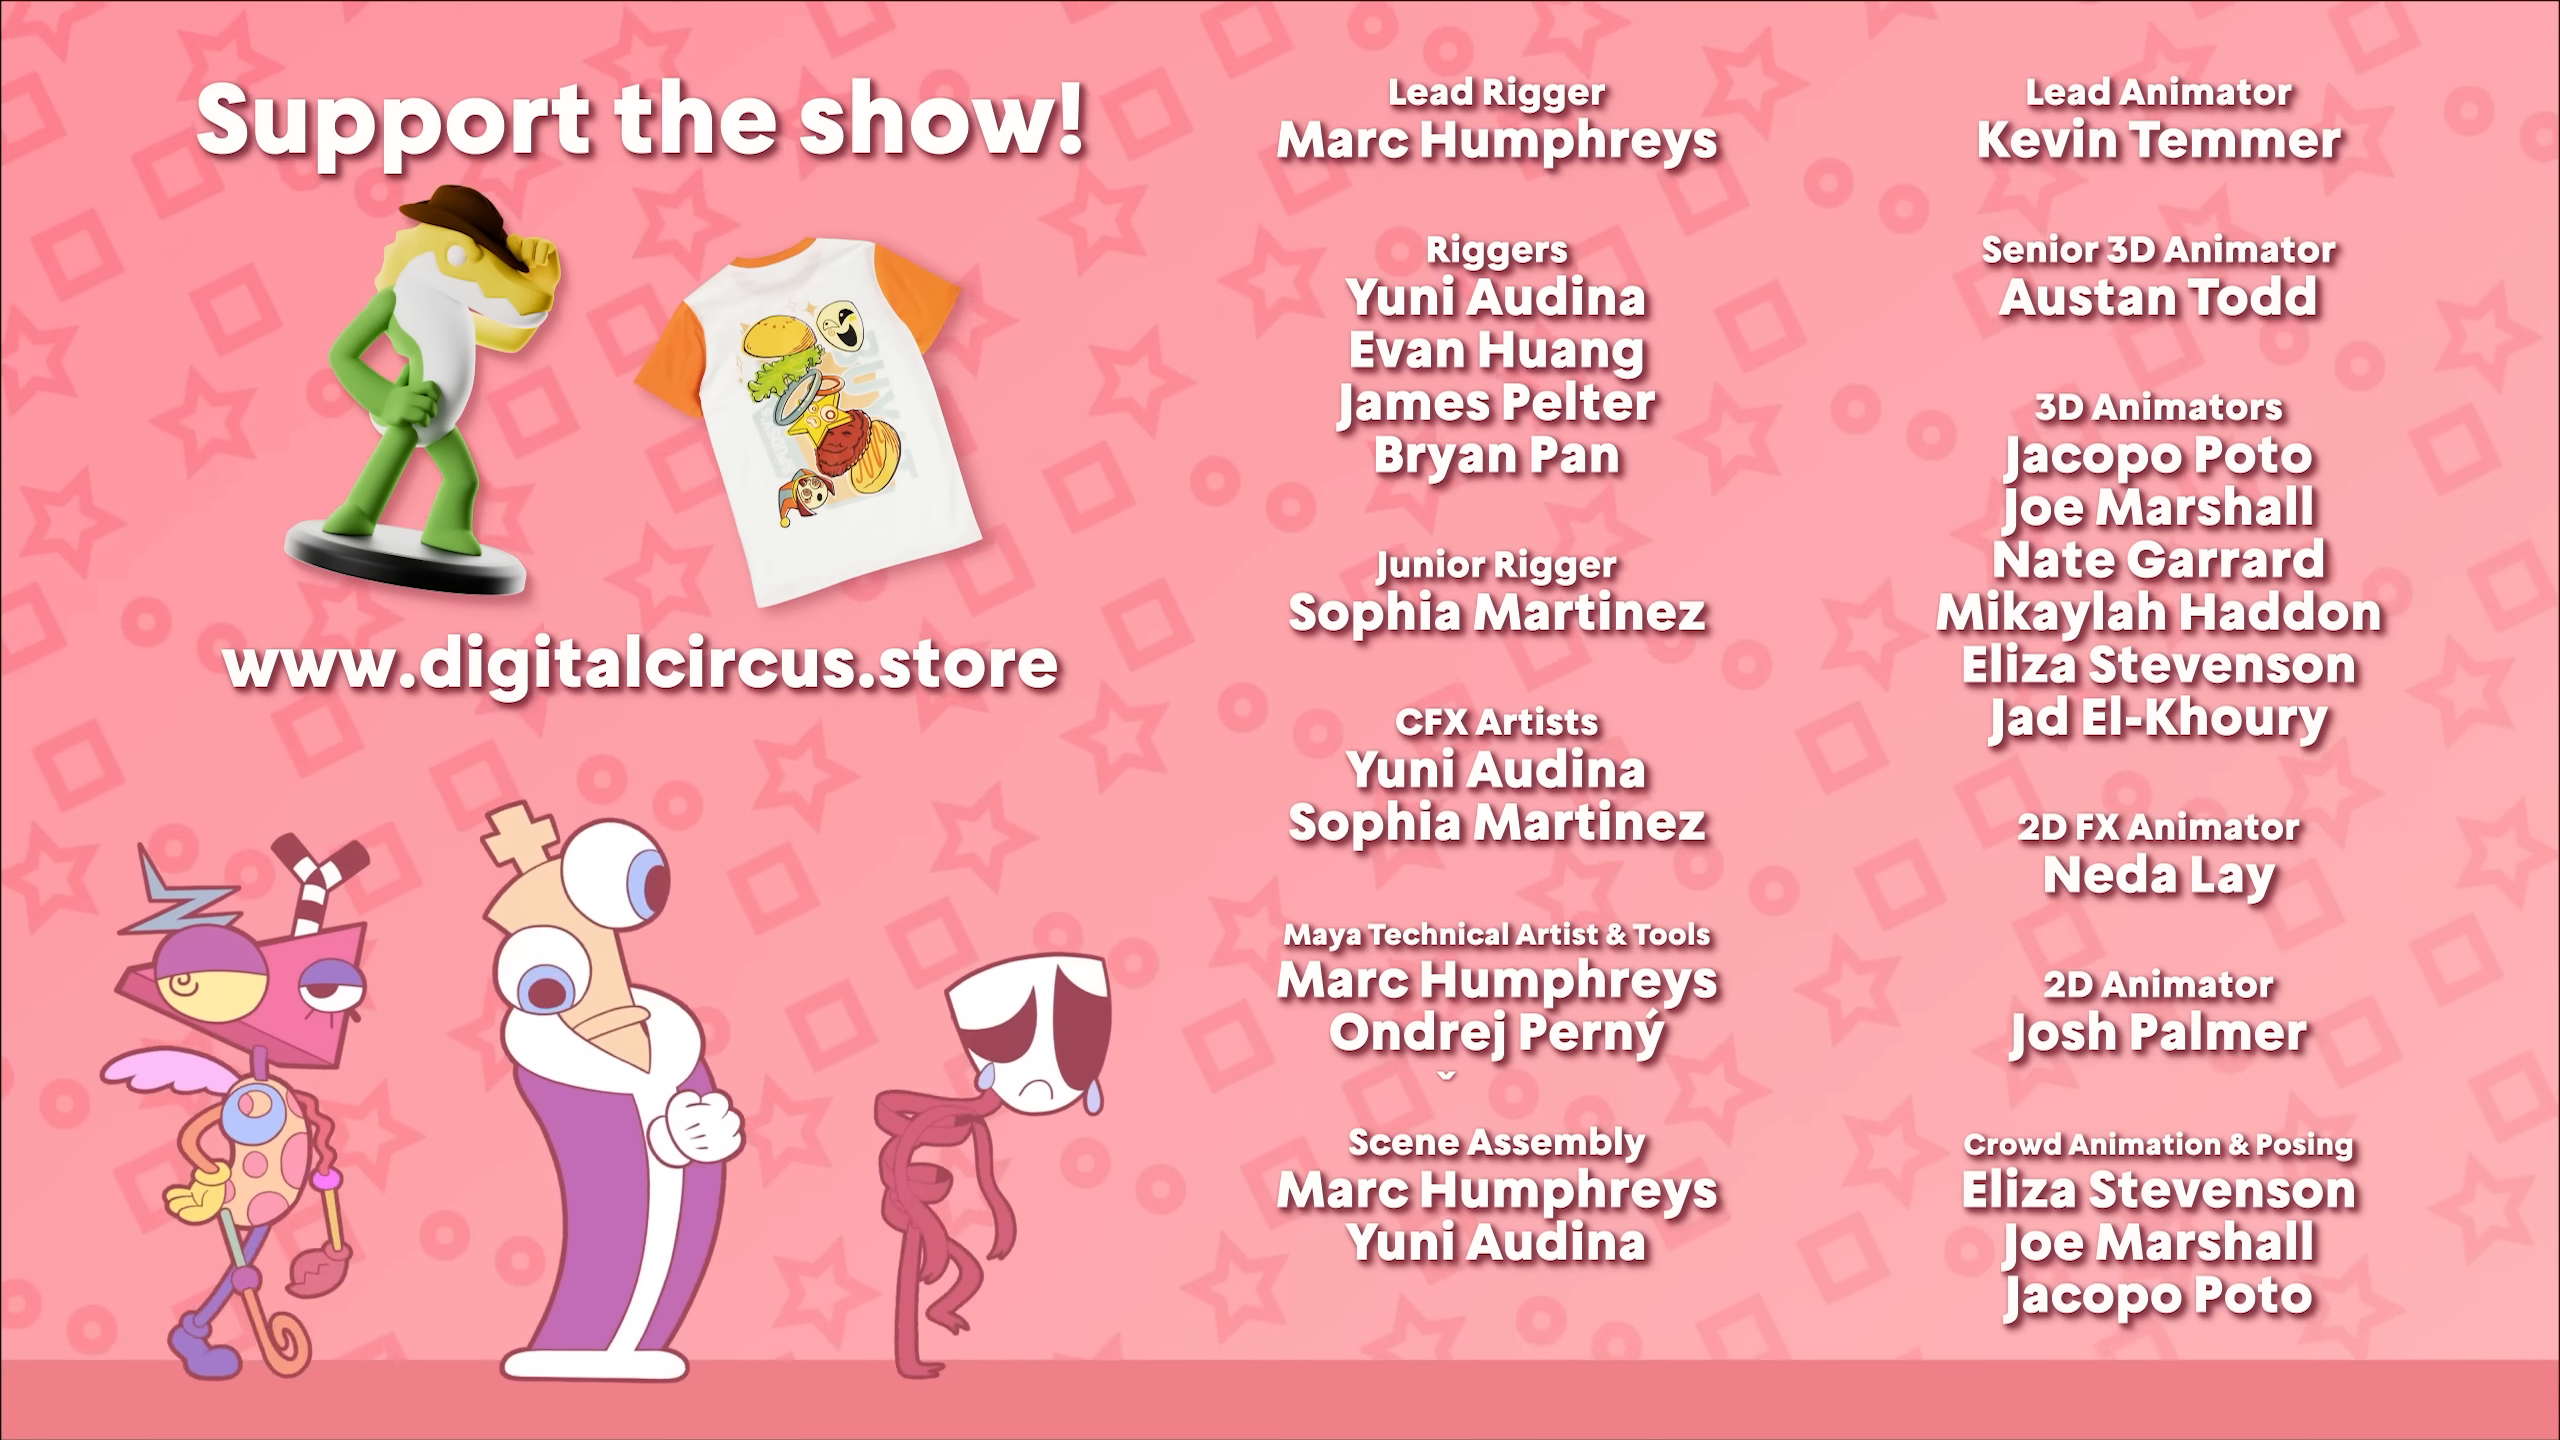 Support the show!
www.digitalcircus.store
Lead Rigger
Marc Humphreys
Riggers
Yuni Audina
Evan Huang
James Pelter
Bryan Pan
Junior Rigger
Sophia Martinez
CFX Artists
Yuni Audina
Sophia Martinez
Maya Technical Artist & Tools
Marc Humphreys
Ondrej Perný
Scene Assembly
Marc Humphreys
Yuni Audina
Lead Animator
Kevin Temmer
Senior 3D Animator
Austan Todd
3D Animators
Jacopo Poto
Joe Marshall
Nate Garrard
Mikaylah Haddon
Eliza Stevenson
Jad El-Khoury
2D FX Animator
Neda Lay
2D Animator
Josh Palmer
Crowd Animation & Posing
Eliza Stevenson
Joe Marshall
Jacopo Poto